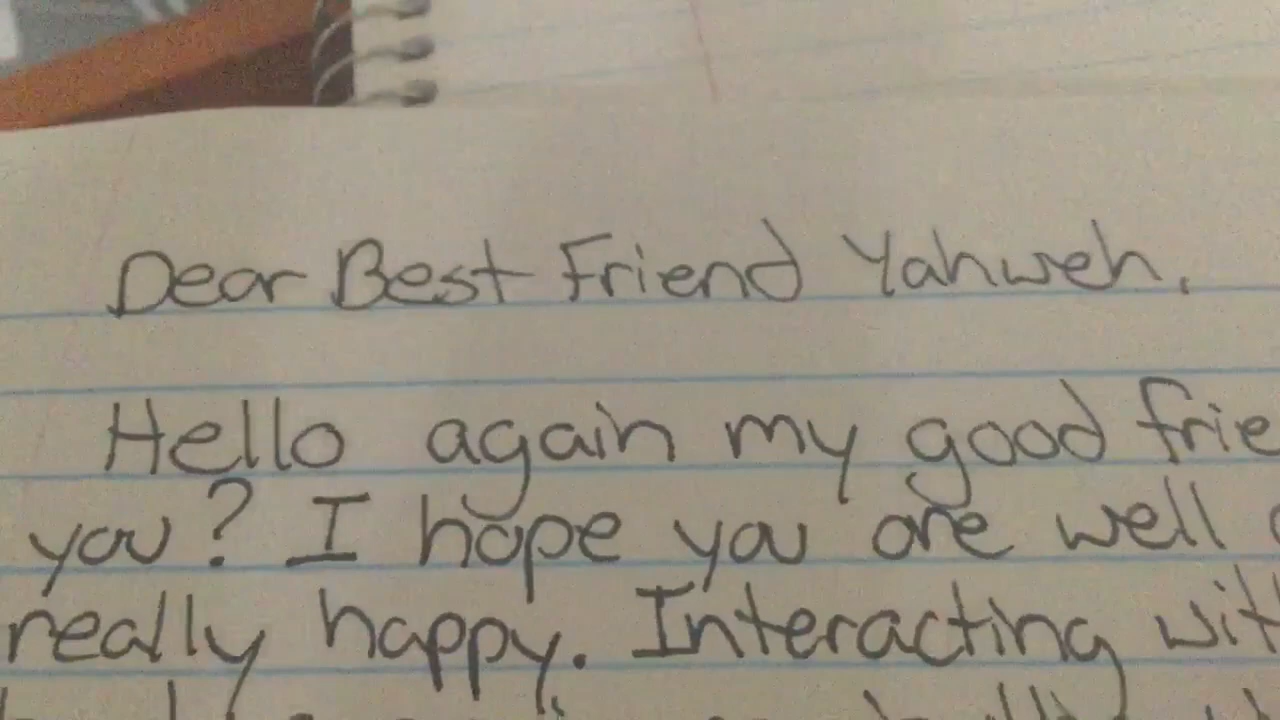 Dear Best Friend Yahweh,
Hello again my good frie
you? I hope you are well
really happy. Interacting wit